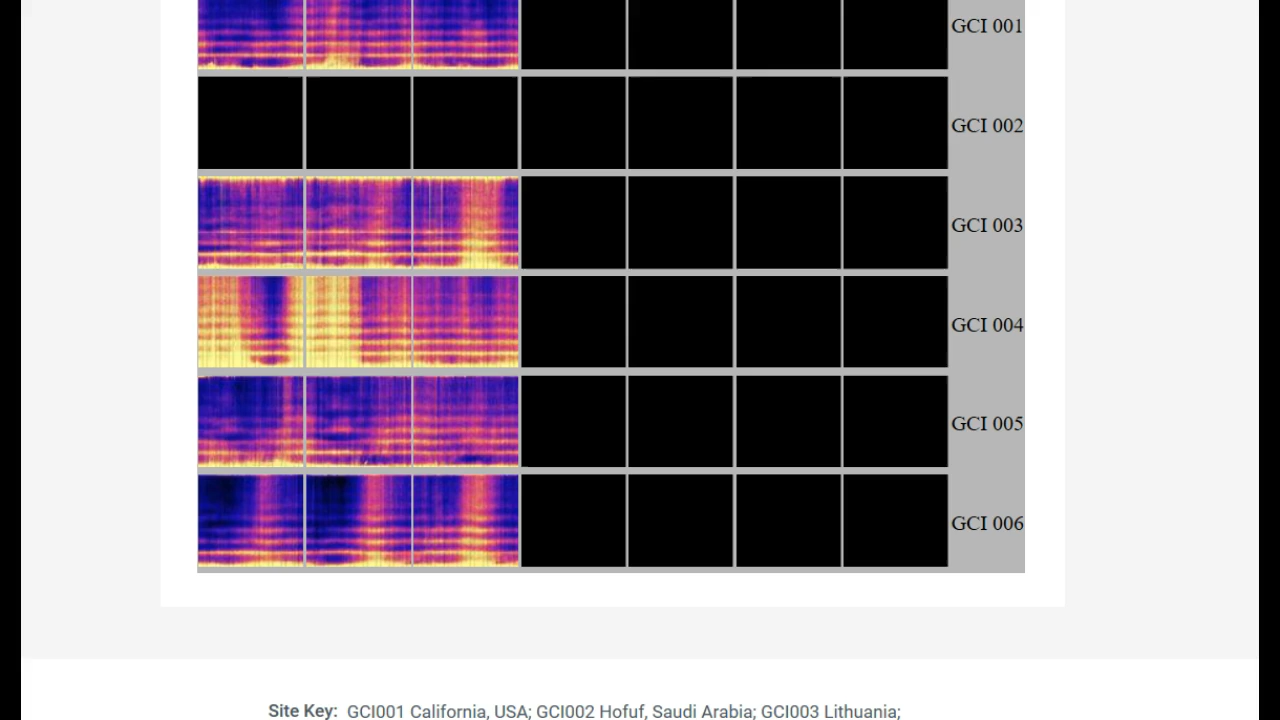 GCI 001
GCI 002
GCI 003
GCI 004
GCI 005
GCI 006
Site Key: GCI001 California, USA; GCI002 Hofuf, Saudi Arabia; GCI003 Lithuania;